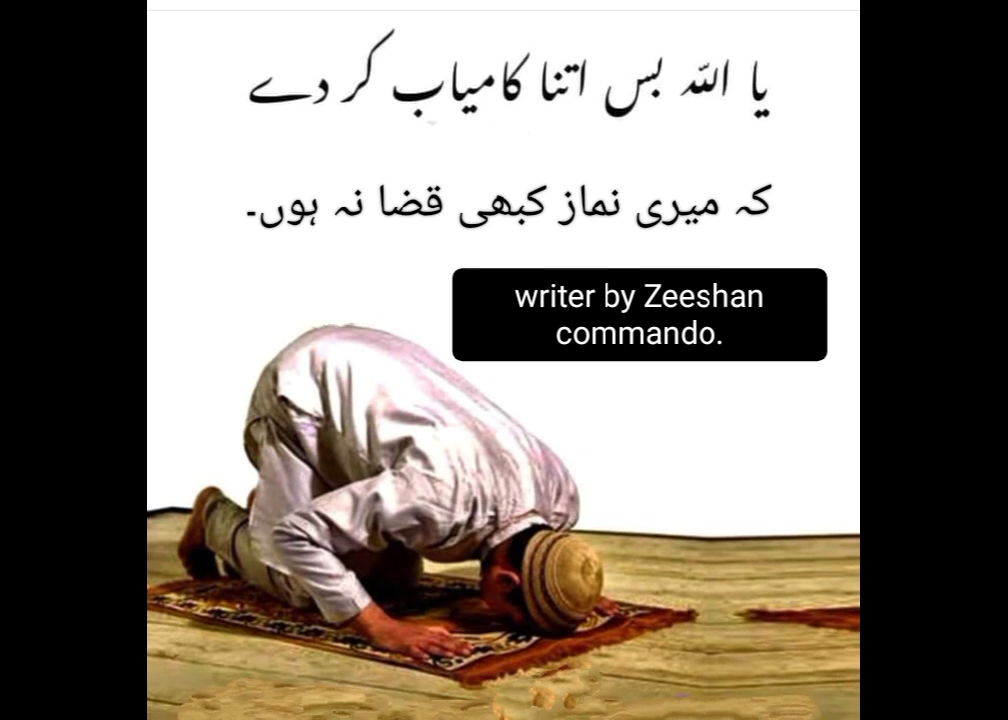 یا اللہ بس اتنا کامیاب کر دے
کہ میری نماز کبھی قضا نہ ہوں۔
writer by Zeeshan
commando.